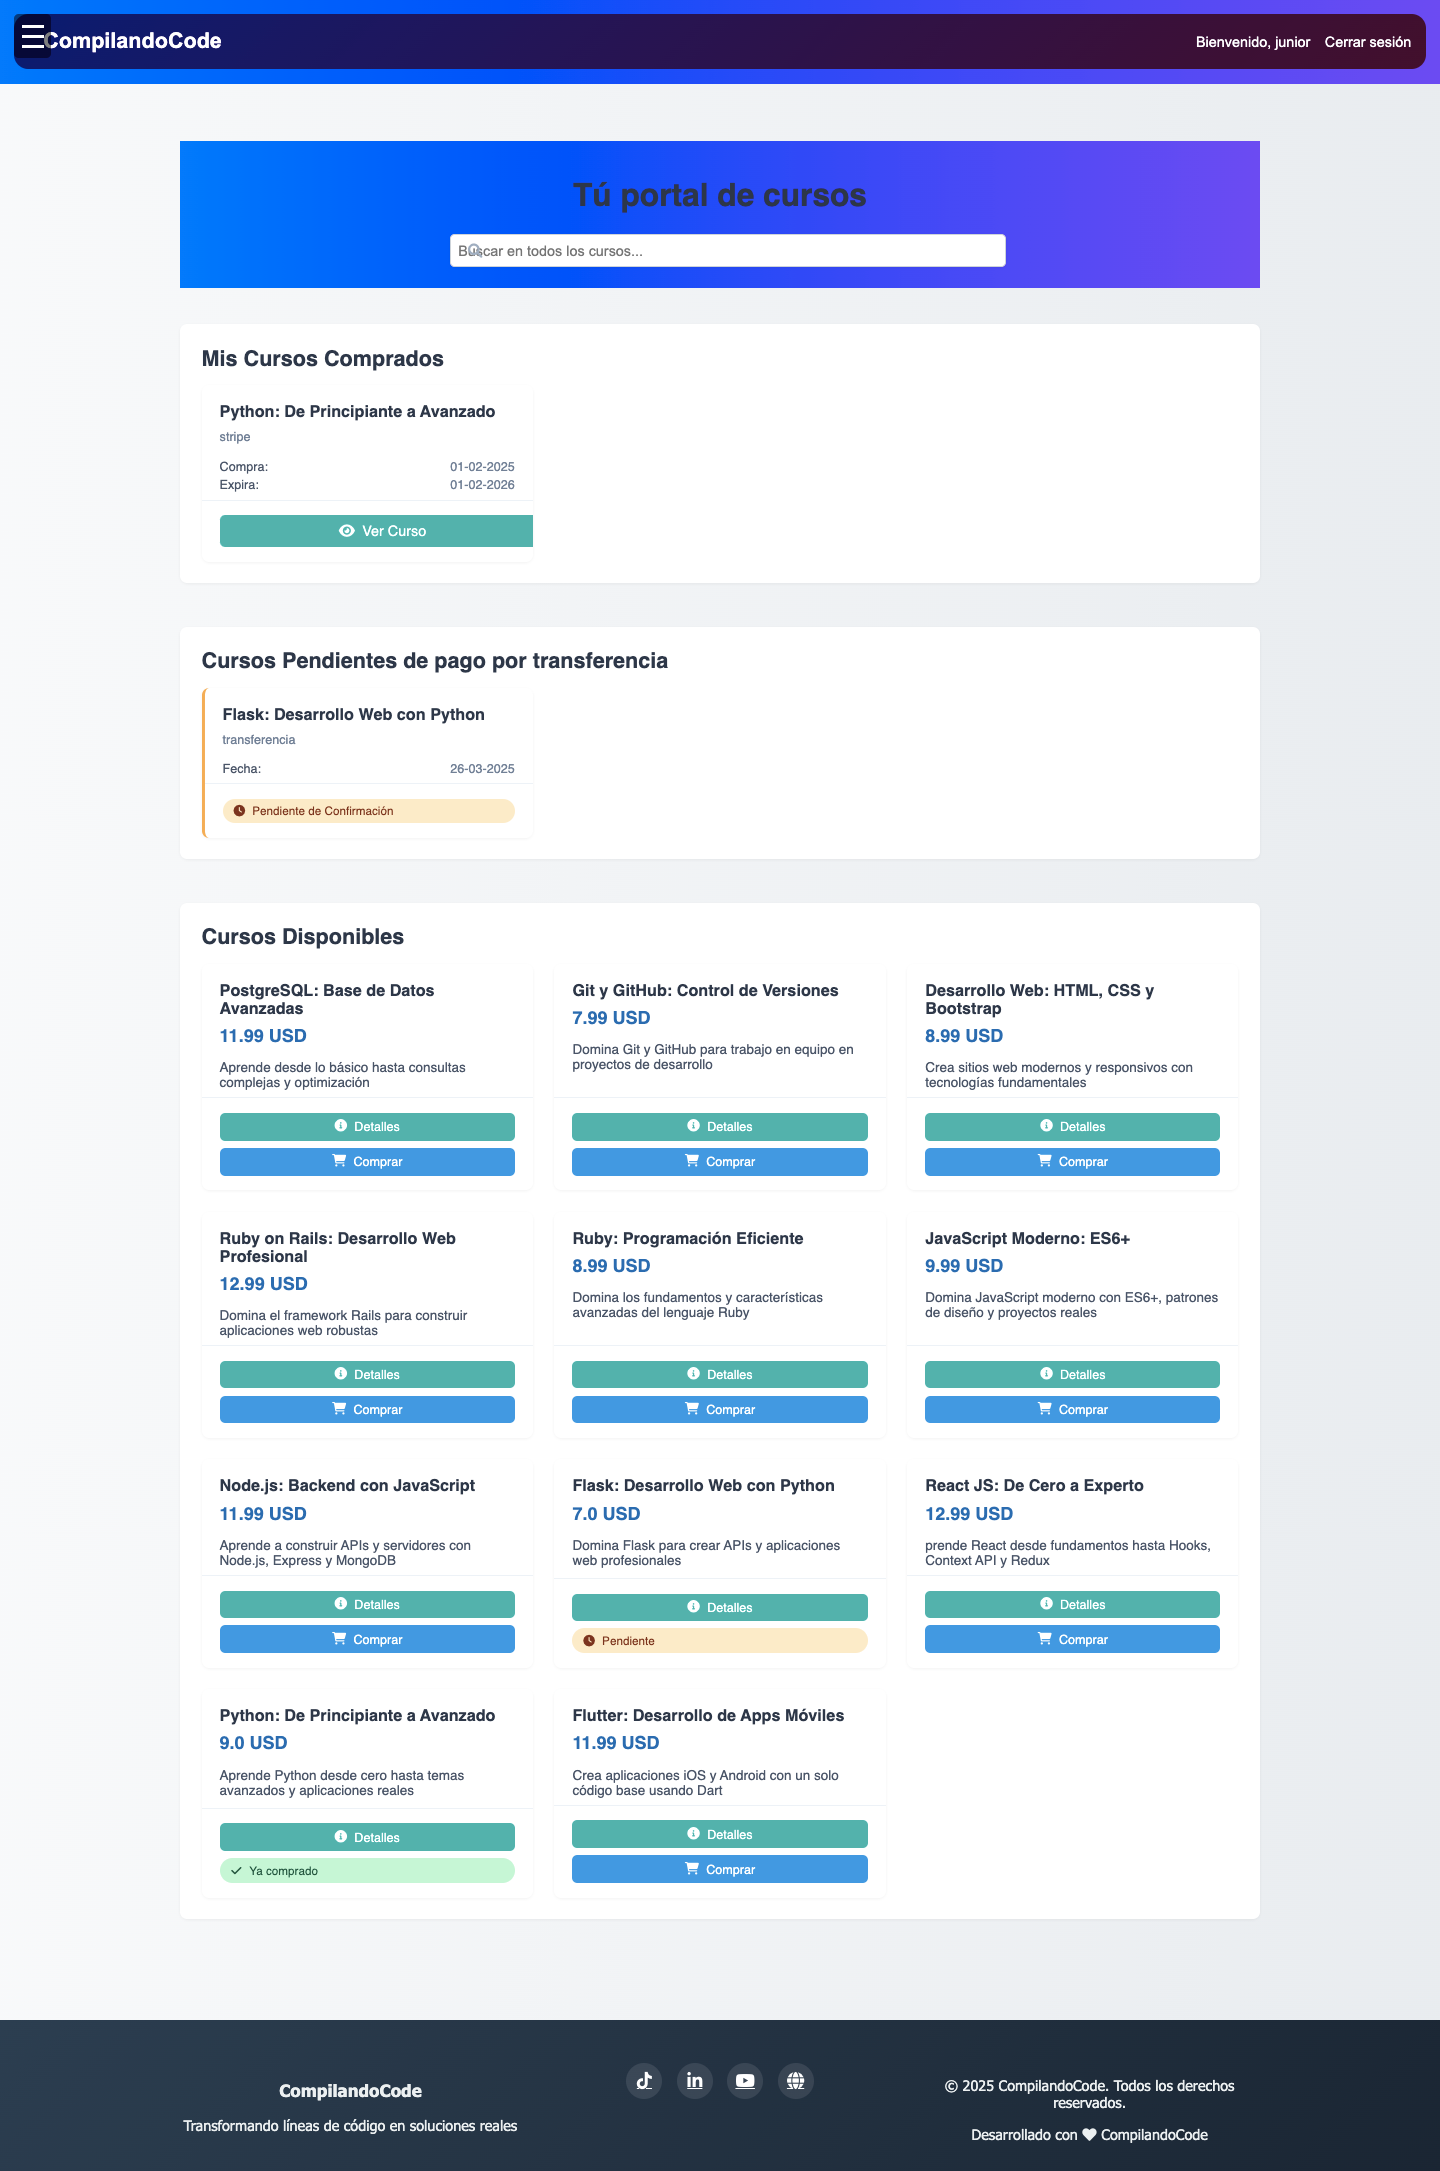 CompilandoCode
Bienvenido, junior Cerrar sesión
Tú portal de cursos
Buscar en todos los cursos...
Mis Cursos Comprados
Python: De Principiante a Avanzado
stripe
Compra: 01-02-2025
Expira: 01-02-2026
Ver Curso
Cursos Pendientes de pago por transferencia
Flask: Desarrollo Web con Python
transferencia
Fecha: 26-03-2025
Pendiente de Confirmación
Cursos Disponibles
PostgreSQL: Base de Datos
Avanzadas
11.99 USD
Aprende desde lo básico hasta consultas
complejas y optimización
Detalles
Comprar
Git y GitHub: Control de Versiones
7.99 USD
Domina Git y GitHub para trabajo en equipo en
proyectos de desarrollo
Detalles
Comprar
Desarrollo Web: HTML, CSS y
Bootstrap
8.99 USD
Crea sitios web modernos y responsivos con
tecnologías fundamentales
Detalles
Comprar
Ruby on Rails: Desarrollo Web
Profesional
12.99 USD
Domina el framework Rails para construir
aplicaciones web robustas
Detalles
Comprar
Ruby: Programación Eficiente
8.99 USD
Domina los fundamentos y características
avanzadas del lenguaje Ruby
Detalles
Comprar
JavaScript Moderno: ES6+
9.99 USD
Domina JavaScript moderno con ES6+, patrones
de diseño y proyectos reales
Detalles
Comprar
Node.js: Backend con JavaScript
11.99 USD
Aprende a construir APIs y servidores con
Node.js, Express y MongoDB
Detalles
Comprar
Flask: Desarrollo Web con Python
7.0 USD
Domina Flask para crear APIs y aplicaciones
web profesionales
Detalles
Pendiente
React JS: De Cero a Experto
12.99 USD
prende React desde fundamentos hasta Hooks,
Context API y Redux
Detalles
Comprar
Python: De Principiante a Avanzado
9.0 USD
Aprende Python desde cero hasta temas
avanzados y aplicaciones reales
Detalles
Ya comprado
Flutter: Desarrollo de Apps Móviles
11.99 USD
Crea aplicaciones iOS y Android con un solo
código base usando Dart
Detalles
Comprar
CompilandoCode
Transformando líneas de código en soluciones reales
© 2025 CompilandoCode. Todos los derechos
reservados.
Desarrollado con ♥ CompilandoCode